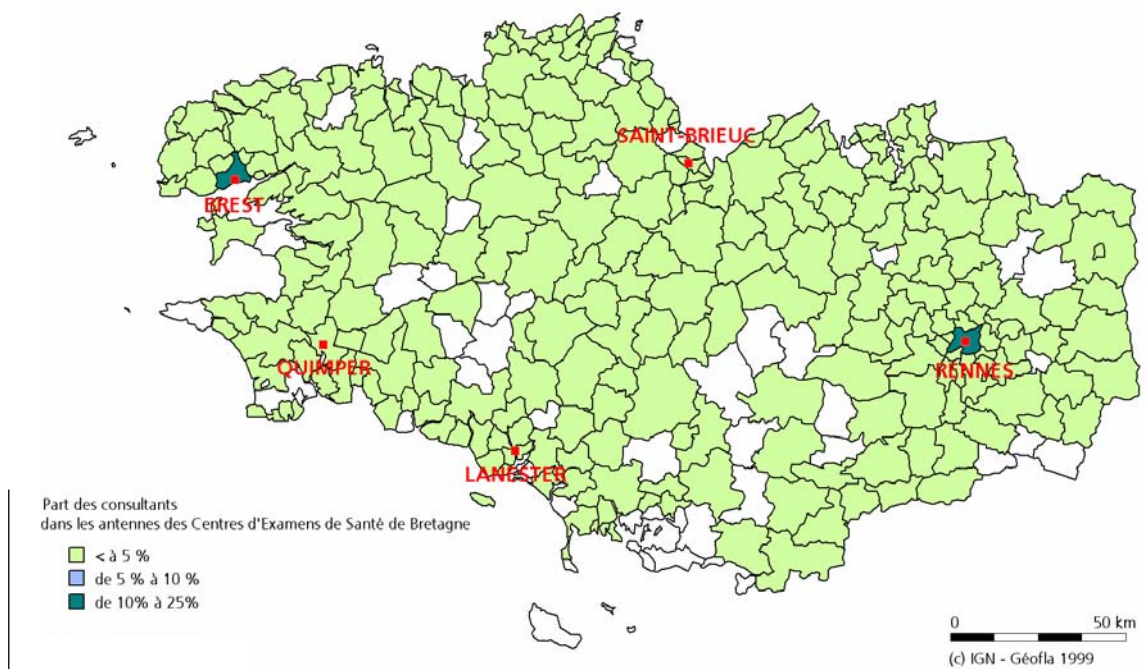 SAINT-BRIEUC
BREST
QUIMPER
RENNES
LANESTER
Part des consultants
dans les antennes des Centres d'Examens de Santé de Bretagne
< à 5 %
de 5 % à 10 %
de 10% à 25%
0 50 km
(c) IGN - Géofla 1999